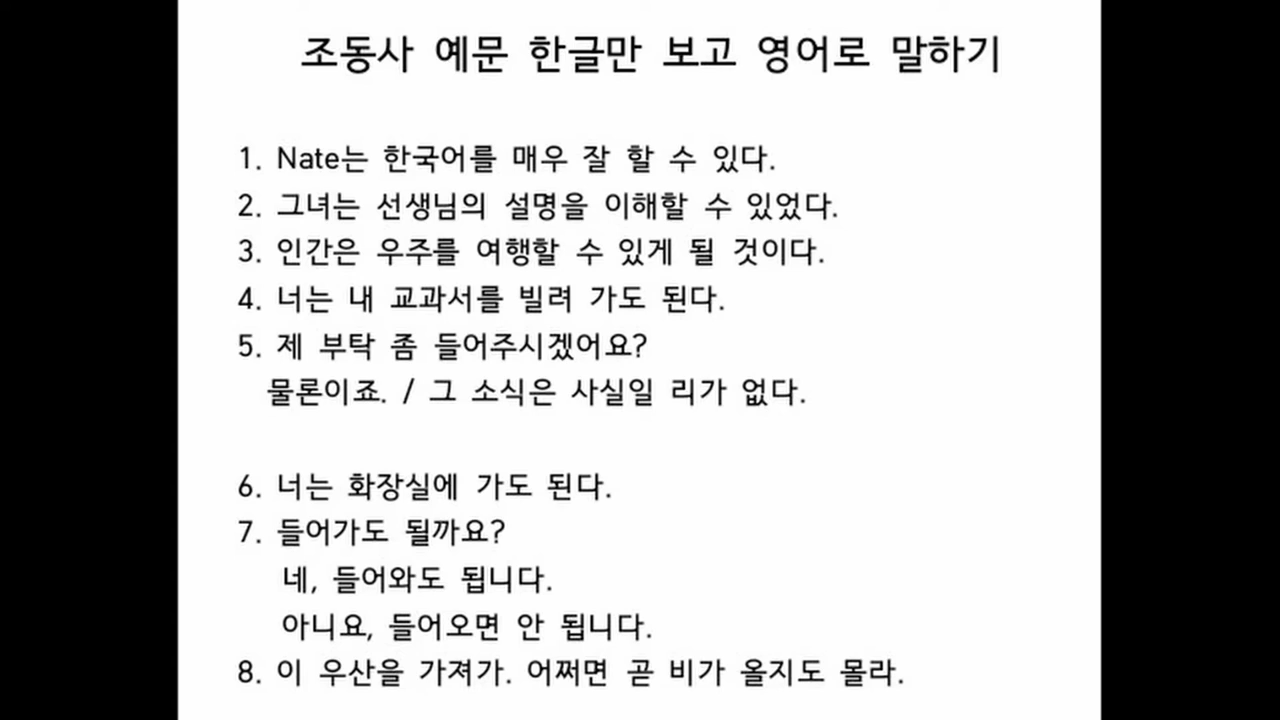 조동사 예문 한글만 보고 영어로 말하기
1. Nate는 한국어를 매우 잘 할 수 있다.
2. 그녀는 선생님의 설명을 이해할 수 있었다.
3. 인간은 우주를 여행할 수 있게 될 것이다.
4. 너는 내 교과서를 빌려 가도 된다.
5. 제 부탁 좀 들어주시겠어요?
물론이죠. / 그 소식은 사실일 리가 없다.
6. 너는 화장실에 가도 된다.
7. 들어가도 될까요?
네, 들어와도 됩니다.
아니요, 들어오면 안 됩니다.
8. 이 우산을 가져가. 어쩌면 곧 비가 올지도 몰라.